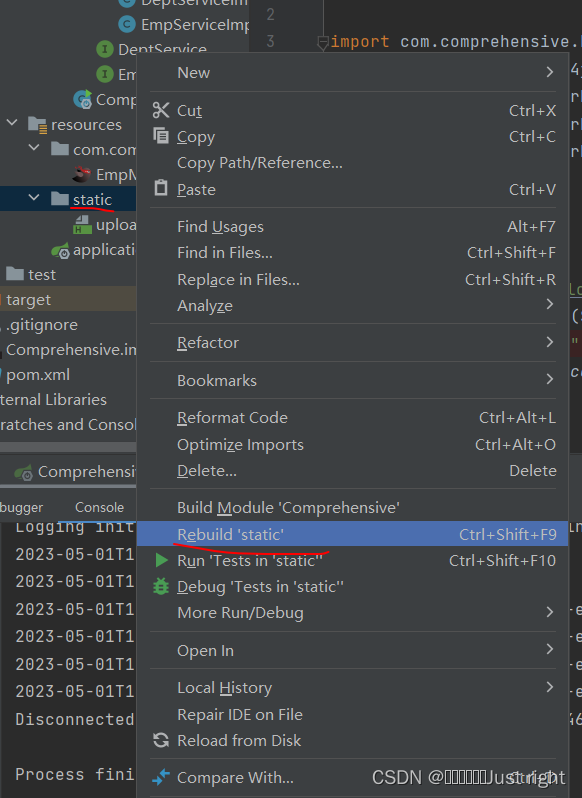 DeptServiceIm
EmpServiceImp
DeptService
Em
Comp
resources
com.com
EmpM
static
uploa
applicati
test
target
.gitignore
Comprehensive.im
pom.xml
ternal Libraries
ratches and Consol
Comprehensi
bugger
Console
Logging init
2023-05-01T1
2023-05-01T1
2023-05-01T1
2023-05-01T1
2023-05-01T1
2023-05-01T1
Disconnected
Process fini
2
3
import com.comprehensive.
New
Cut Ctrl+X
Copy Ctrl+C
Copy Path/Reference...
Paste Ctrl+V
Find Usages Alt+F7
Find in Files... Ctrl+Shift+F
Replace in Files... Ctrl+Shift+R
Analyze
Refactor
Bookmarks
Reformat Code Ctrl+Alt+L
Optimize Imports Ctrl+Alt+O
Delete... Delete
Build Module 'Comprehensive'
Rebuild 'static' Ctrl+Shift+F9
Run 'Tests in 'static'' Ctrl+Shift+F10
Debug 'Tests in 'static''
More Run/Debug
Open In
Local History
Repair IDE on File
Reload from Disk
Compare With... Ctrl+D
CSDN @□□□□□□Just right